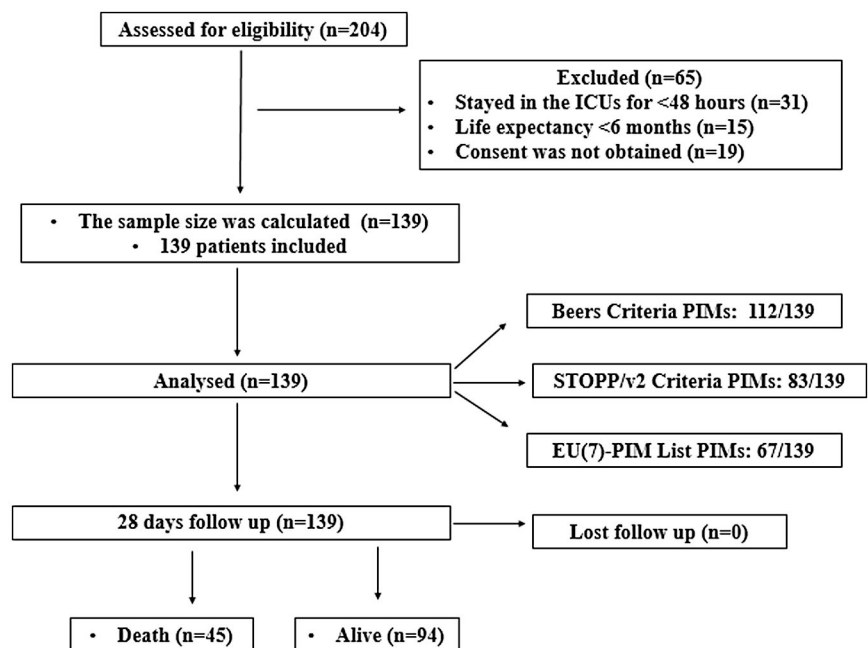 Assessed for eligibility (n=204)
Excluded (n=65)
• Stayed in the ICUs for <48 hours (n=31)
• Life expectancy <6 months (n=15)
• Consent was not obtained (n=19)
• The sample size was calculated (n=139)
• 139 patients included
Beers Criteria PIMs: 112/139
Analysed (n=139)
STOPP/v2 Criteria PIMs: 83/139
EU(7)-PIM List PIMs: 67/139
28 days follow up (n=139)
Lost follow up (n=0)
• Death (n=45)
• Alive (n=94)